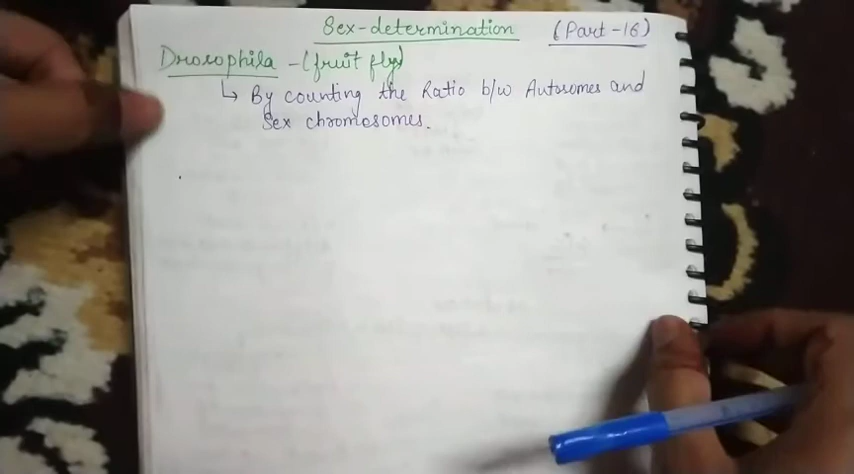 Sex-determination (Part-16)
Drosophila - (fruit fly)
↳ By counting the Ratio b/w Autosomes and
Sex chromosomes.